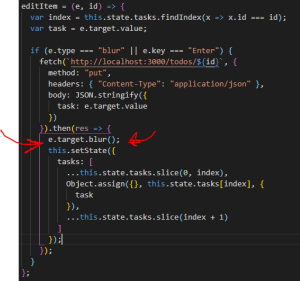 editItem = (e, id) => {
var index = this.state.tasks.findIndex(x => x.id === id);
var task = e.target.value;
if (e.type === "blur" || e.key === "Enter") {
fetch(`http://localhost:3000/todos/${id}`, {
method: "put",
headers: { "Content-Type": "application/json" },
body: JSON.stringify({
task: e.target.value
})
}).then(res => {
e.target.blur();
this.setState({
tasks: [
...this.state.tasks.slice(0, index),
Object.assign({}, this.state.tasks[index], {
task
}),
...this.state.tasks.slice(index + 1)
]
});
});
}
};